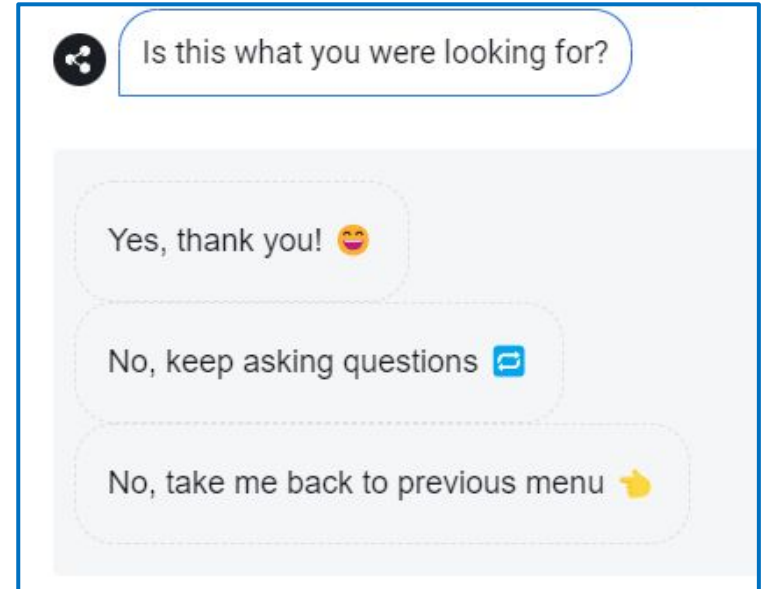 Is this what you were looking for?
Yes, thank you! 😄
No, keep asking questions 🔁
No, take me back to previous menu 👈